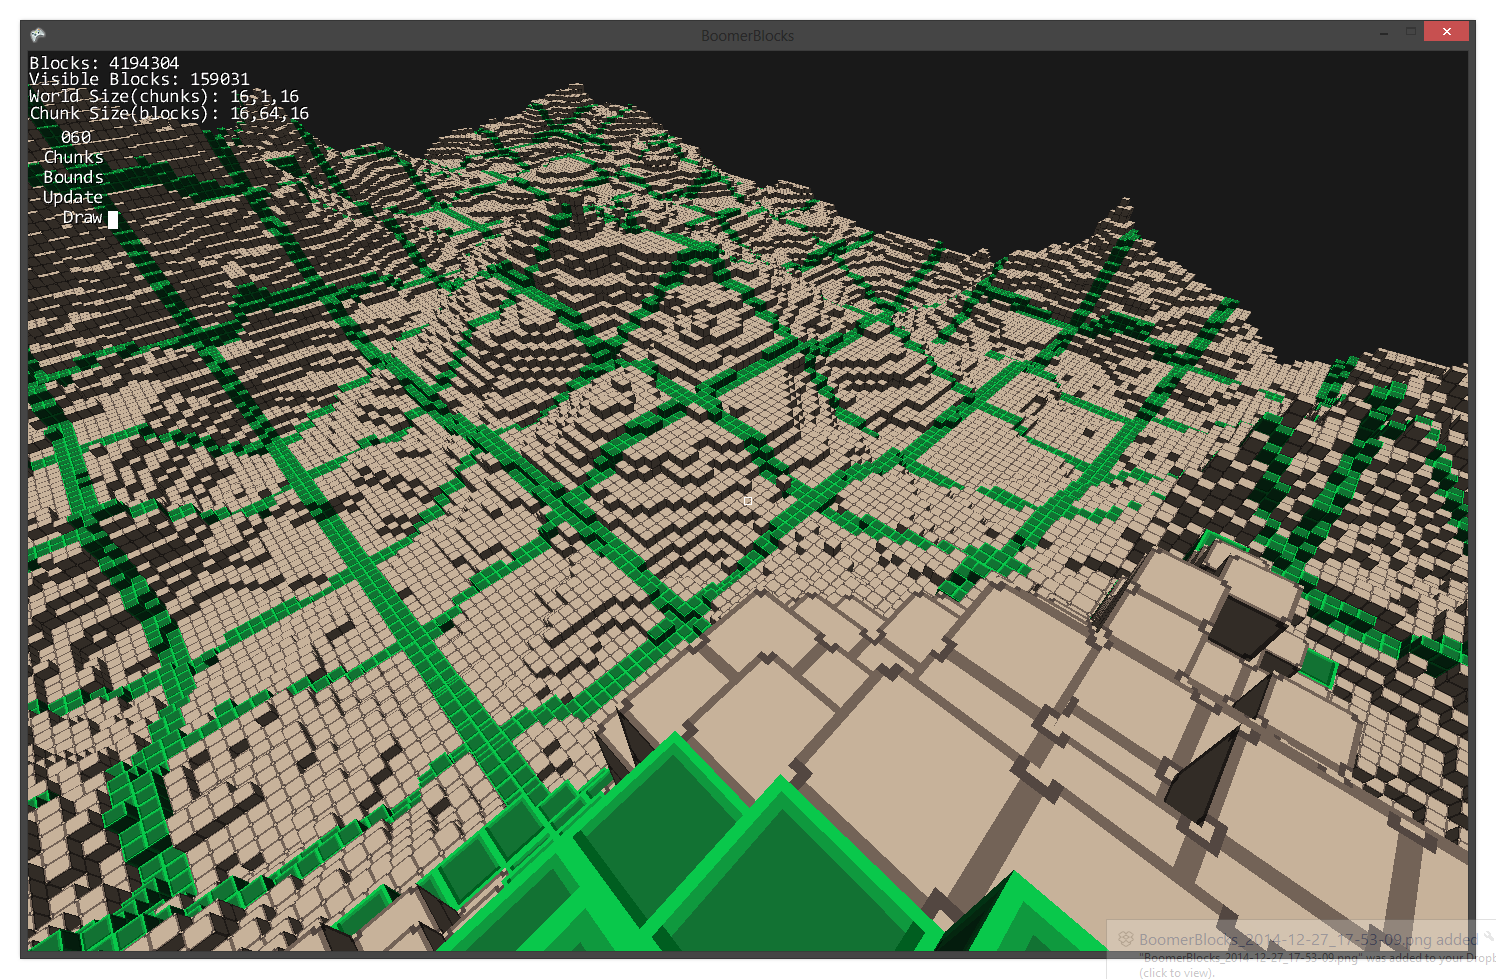 BoomerBlocks
Blocks: 4194304
Visible Blocks: 159031
World Size(chunks): 16,1,16
Chunk Size(blocks): 16,64,16
060
Chunks
Bounds
Update
Draw
BoomerBlocks_2014-12-27_17-53-09.png added
"BoomerBlocks_2014-12-27_17-53-09.png" was added to your Dropb
(click to view).